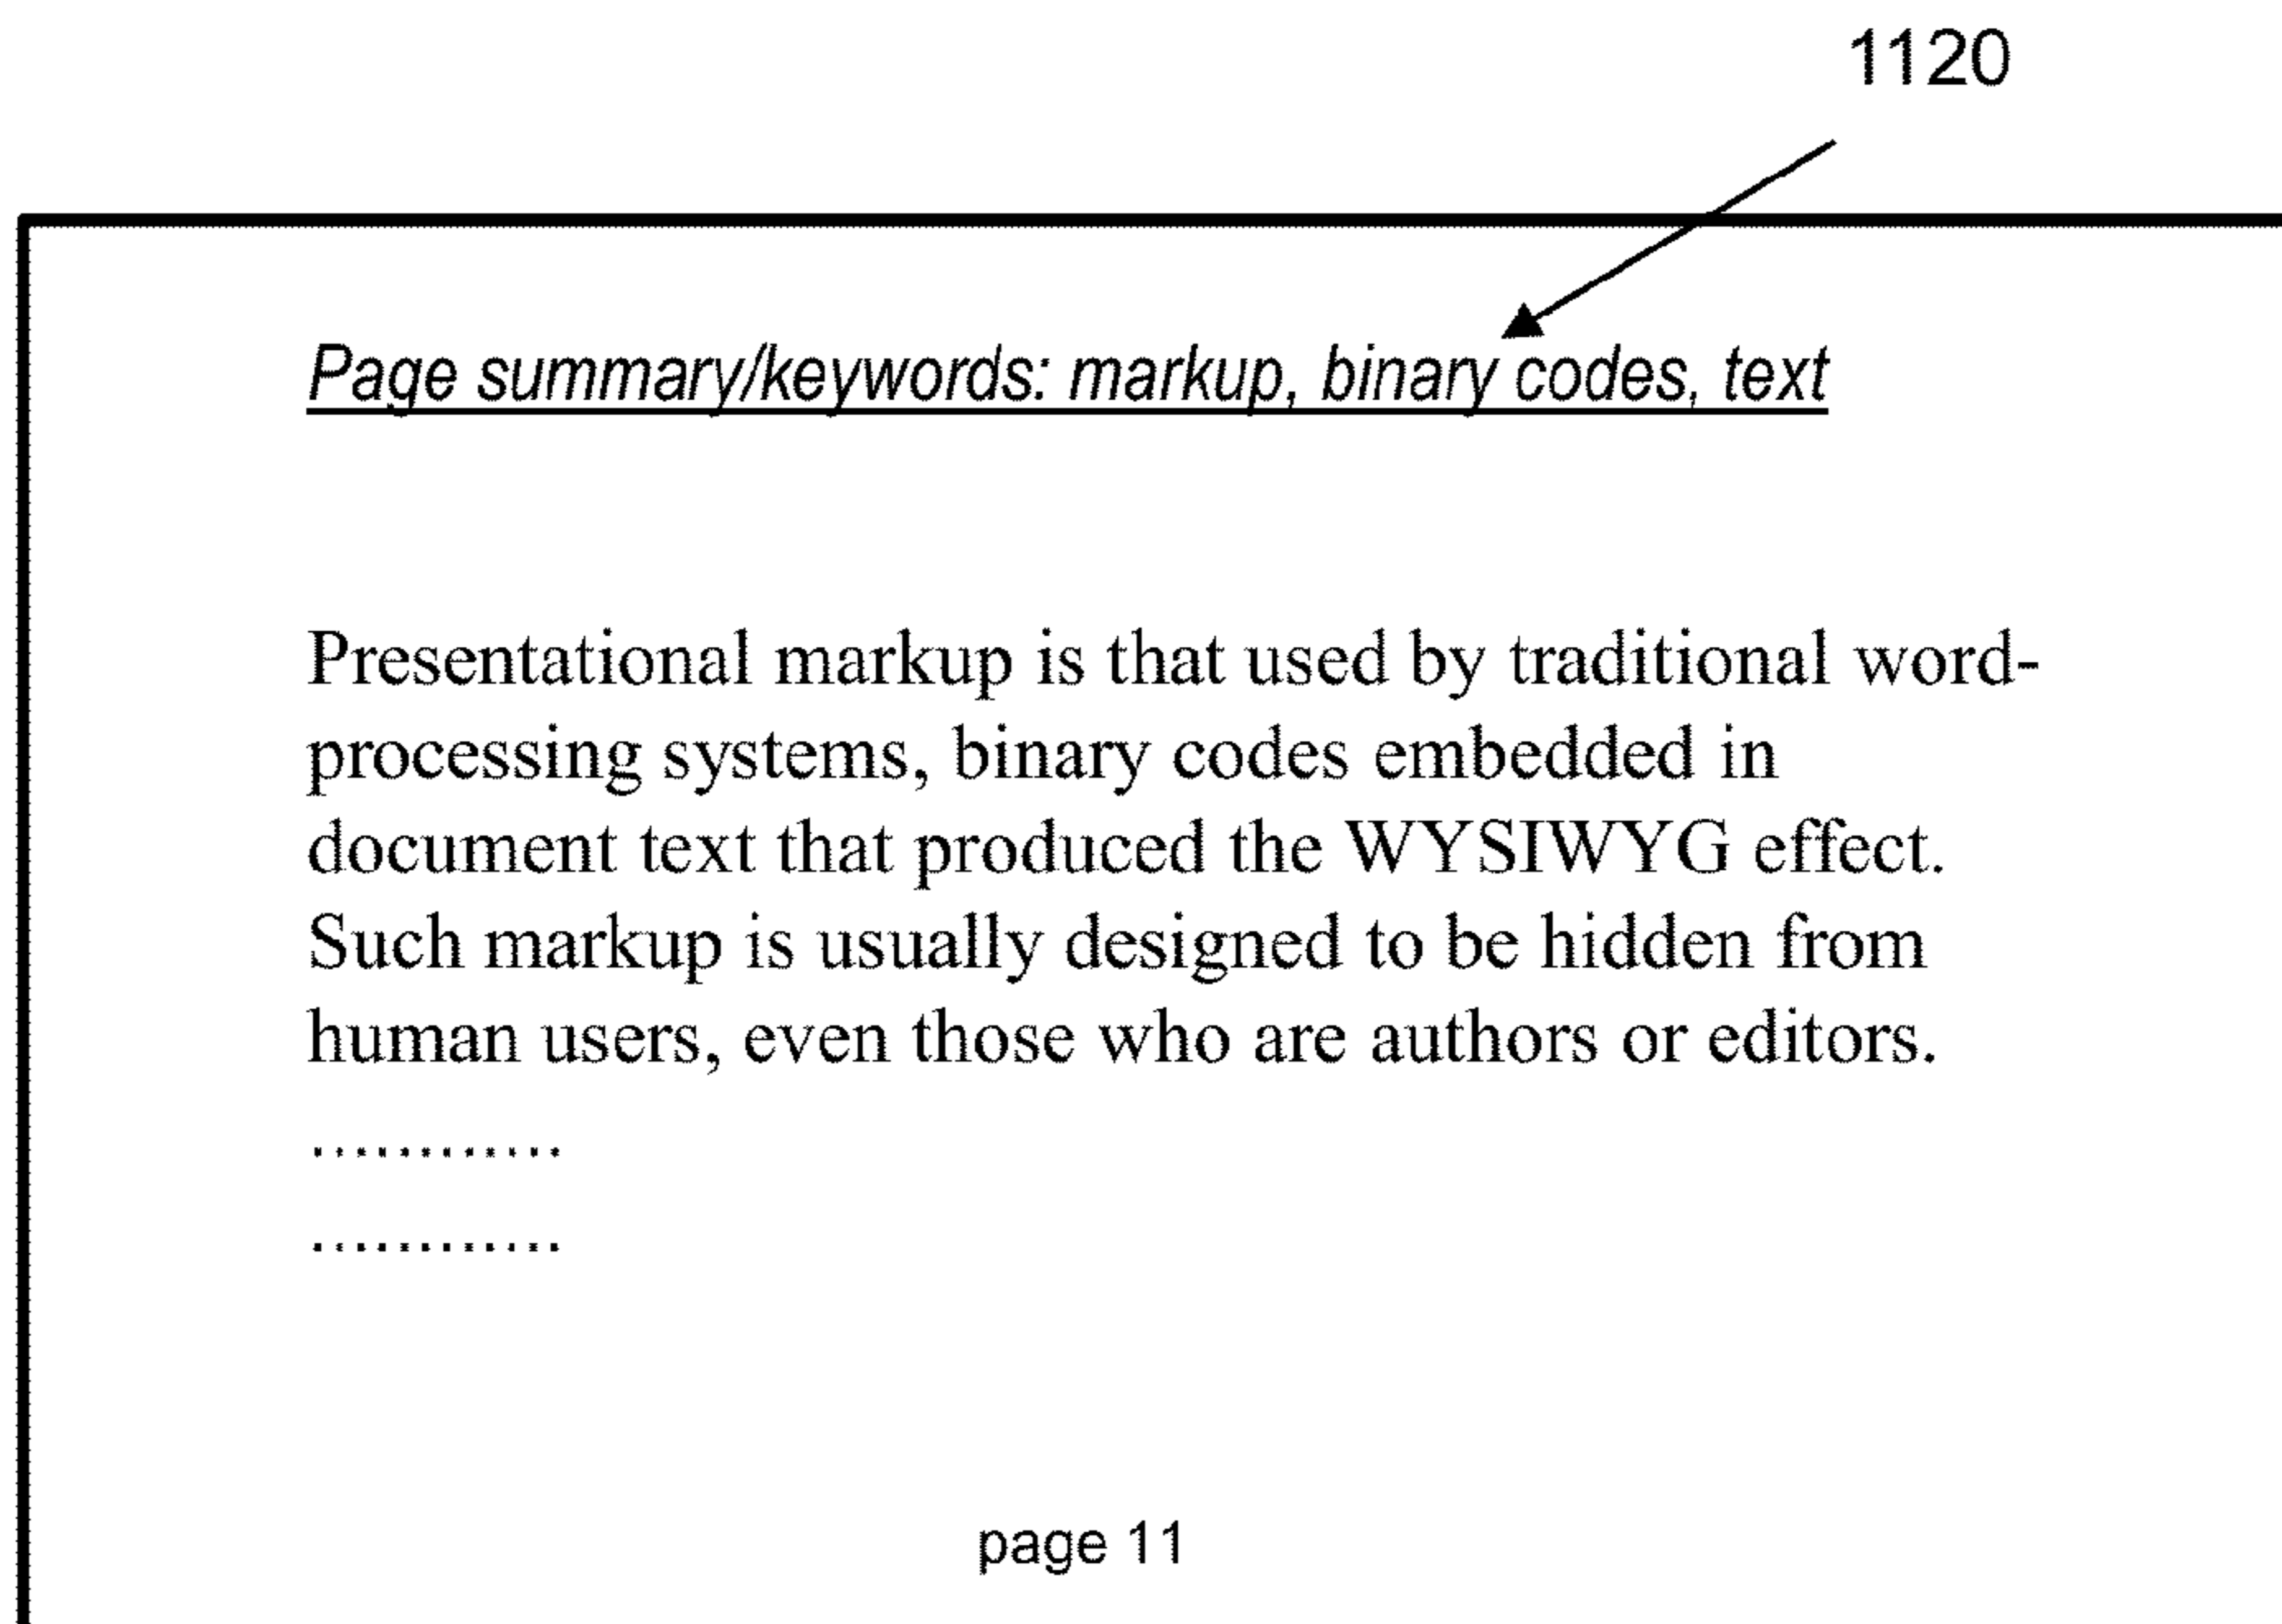 1120
Page summary/keywords: markup, binary codes, text
Presentational markup is that used by traditional word-
processing systems, binary codes embedded in
document text that produced the WYSIWYG effect.
Such markup is usually designed to be hidden from
human users, even those who are authors or editors.
............
............
page 11